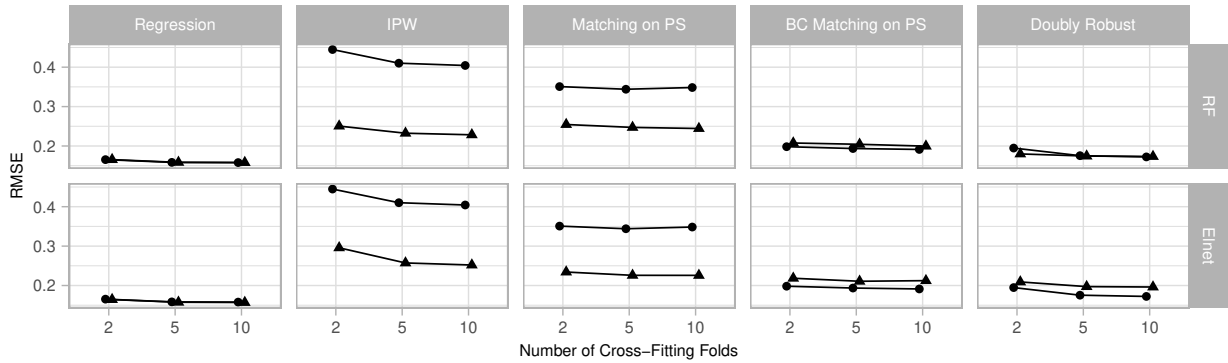 Regression IPW Matching on PS BC Matching on PS Doubly Robust
0.4
0.3
0.2
RF
RMSE
0.4
0.3
0.2
Elnet
2 5 10 2 5 10 2 5 10 2 5 10 2 5 10
Number of Cross−Fitting Folds